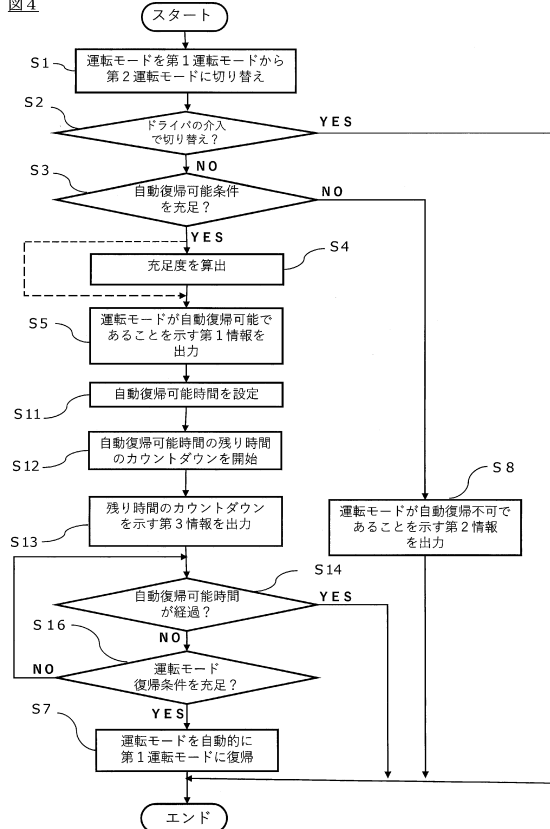 図4
スタート
S1
運転モードを第1運転モードから
第2運転モードに切り替え
S2
ドライバの介入
で切り替え？
YES
NO
S3
自動復帰可能条件
を充足？
NO
YES
充足度を算出
S4
S5
運転モードが自動復帰可能で
あることを示す第1情報を
出力
S11
自動復帰可能時間を設定
S12
自動復帰可能時間の残り時間
のカウントダウンを開始
S13
残り時間のカウントダウン
を示す第3情報を出力
S8
運転モードが自動復帰不可で
あることを示す第2情報
を出力
S14
自動復帰可能時間
が経過？
YES
NO
S16
運転モード
復帰条件を充足？
NO
YES
S7
運転モードを自動的に
第1運転モードに復帰
エンド